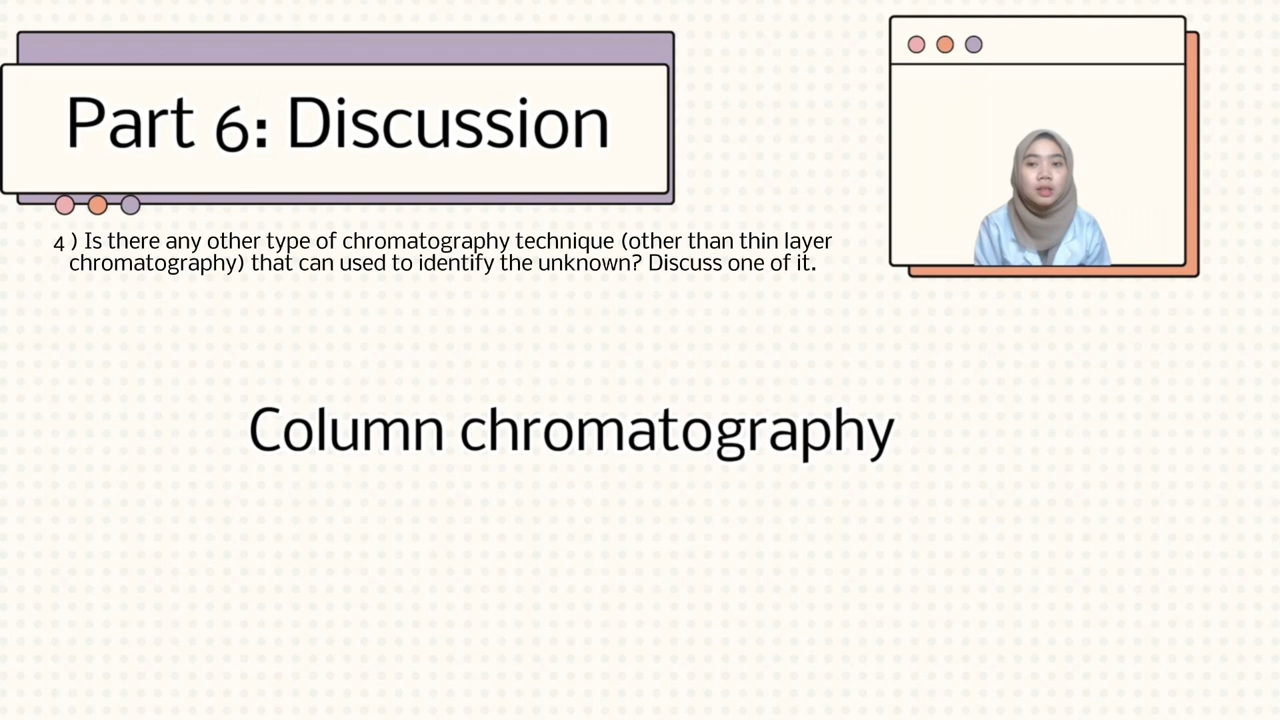 Part 6: Discussion
4 ) Is there any other type of chromatography technique (other than thin layer
chromatography) that can used to identify the unknown? Discuss one of it.
Column chromatography